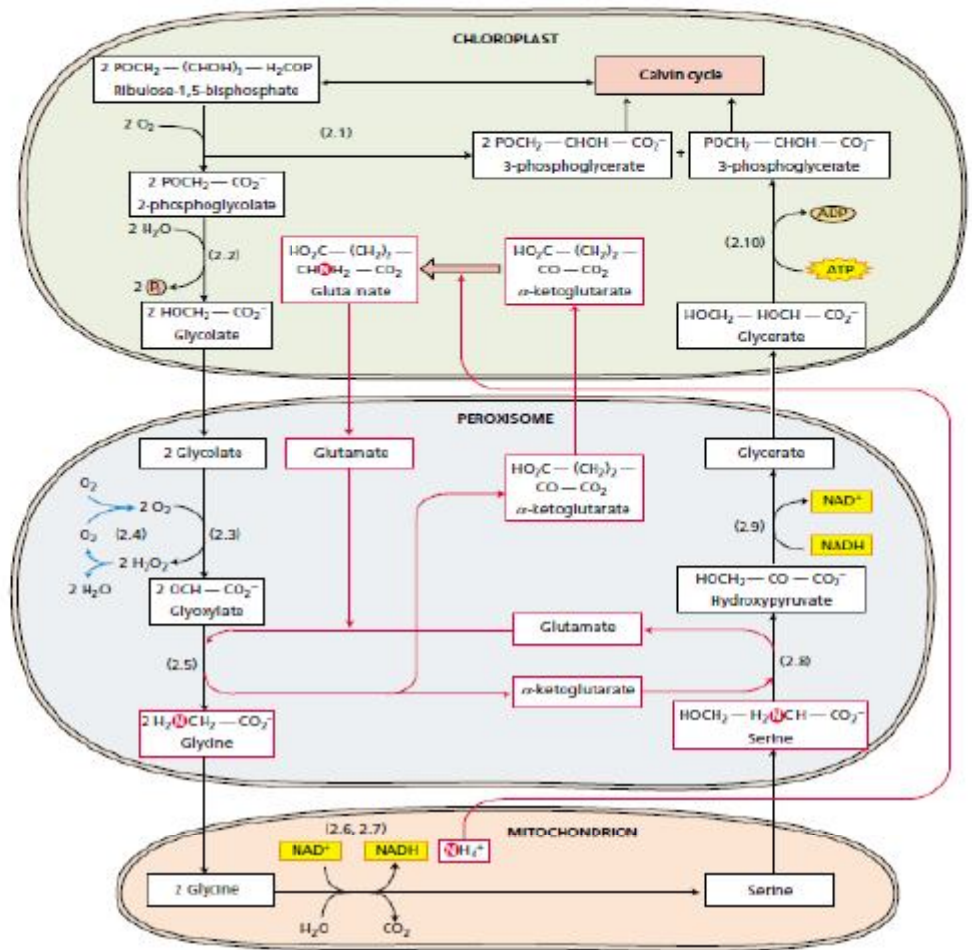 CHLOROPLAST
2 POCH₂ — (CHOH)₃ — H₂COP
Ribulose-1,5-bisphosphate
Calvin cycle
2 O₂
(2.1)
2 POCH₂ — CHOH — CO₂⁻
3-phosphoglycerate
+
POCH₂ — CHOH — CO₂⁻
3-phosphoglycerate
2 POCH₂ — CO₂⁻
2-phosphoglycolate
2 H₂O
(2.2)
2 Pi
HO₂C — (CH₂)₂ —
CHNH₂ — CO₂
Glutamate
HO₂C — (CH₂)₂ —
CO — CO₂
α-ketoglutarate
ADP
(2.10)
ATP
2 HOCH₂ — CO₂⁻
Glycolate
HOCH₂ — HOCH — CO₂⁻
Glycerate
PEROXISOME
2 Glycolate
Glutamate
HO₂C — (CH₂)₂ —
CO — CO₂
α-ketoglutarate
Glycerate
O₂
2 O₂
O₂
(2.4)
(2.3)
2 H₂O₂
2 H₂O
NAD⁺
(2.9)
NADH
2 OCH — CO₂⁻
Glyoxylate
HOCH₂ — CO — CO₂⁻
Hydroxypyruvate
Glutamate
(2.5)
(2.8)
α-ketoglutarate
2 H₂NCH₂ — CO₂⁻
Glycine
HOCH₂ — H₂NCH — CO₂⁻
Serine
MITOCHONDRION
(2.6, 2.7)
NAD⁺
NADH
NH₄⁺
2 Glycine
Serine
H₂O
CO₂